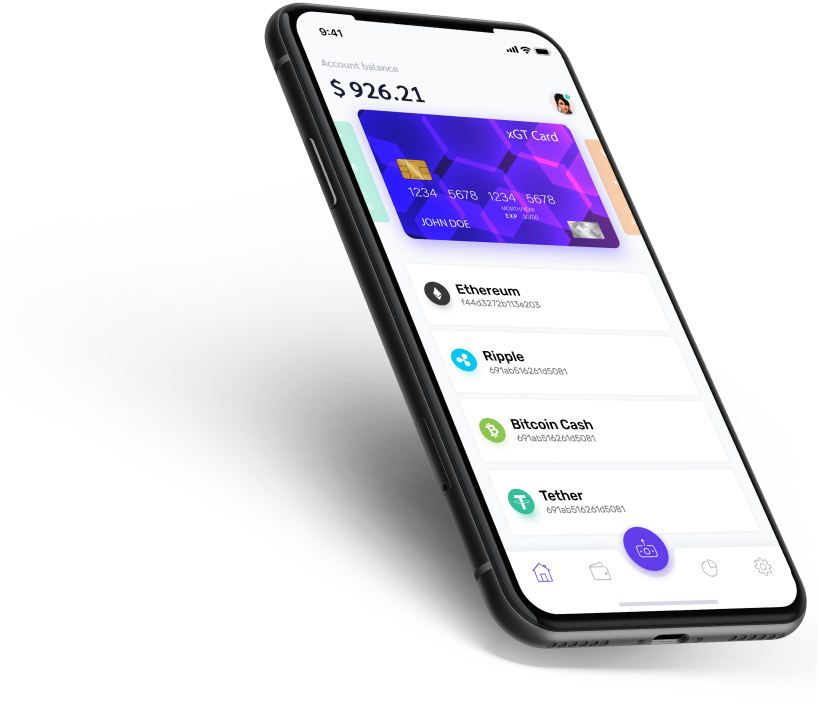 9:41
Account balance
$ 926.21
xGT Card
1234 5678 1234 5678
MONTH/YEAR
EXP 00/00
JOHN DOE
Ethereum
f44d3272b113e203
Ripple
691ab516261d5081
Bitcoin Cash
691ab516261d5081
Tether
691ab516261d5081